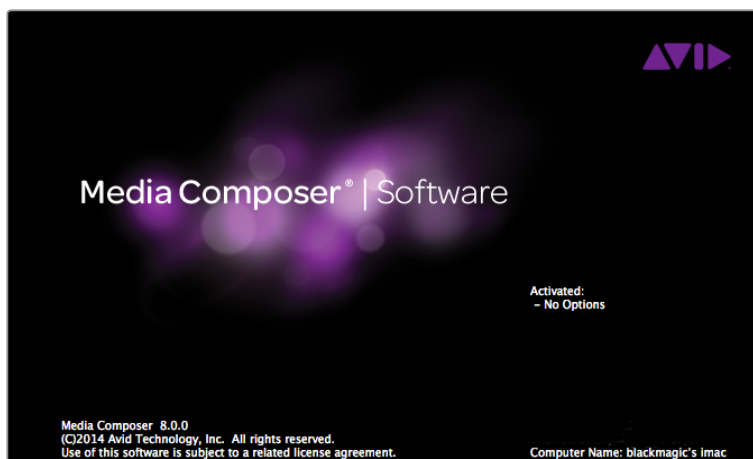 AVID
Media Composer® | Software
Activated:
– No Options
Media Composer 8.0.0
(C)2014 Avid Technology, Inc. All rights reserved.
Use of this software is subject to a related license agreement.
Computer Name: blackmagic's imac